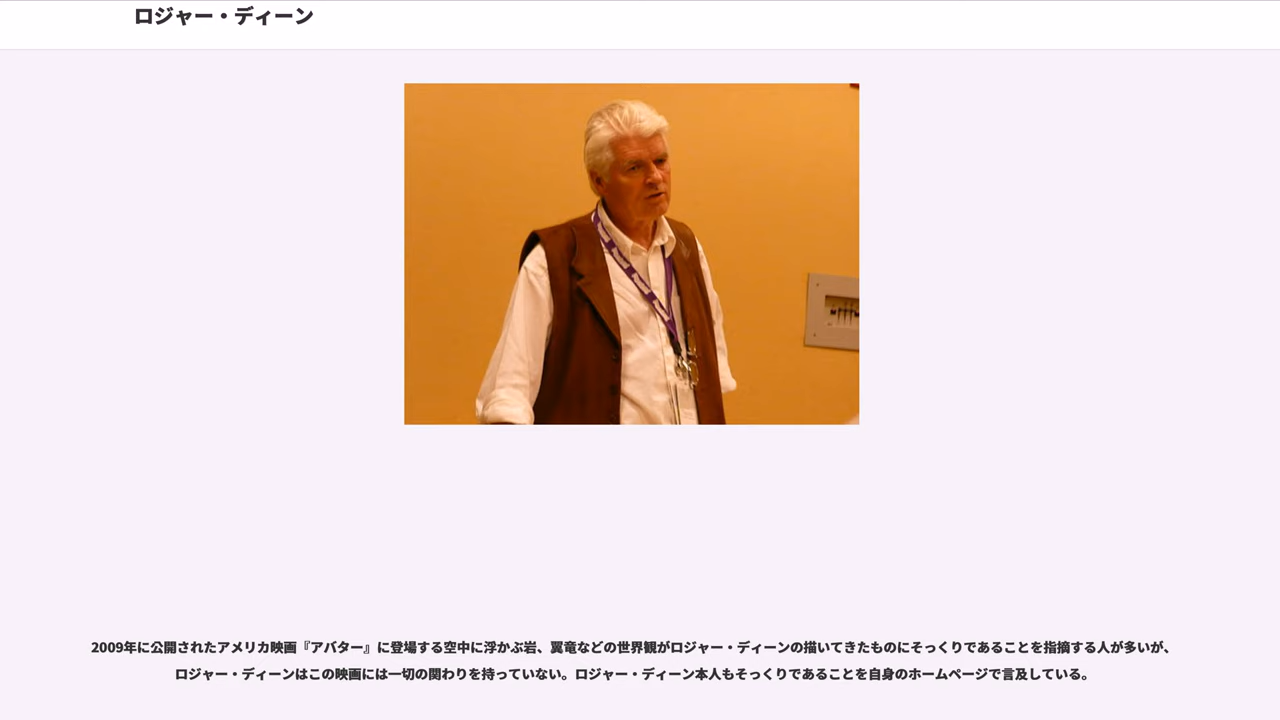 ロジャー・ディーン
2009年に公開されたアメリカ映画『アバター』に登場する空中に浮かぶ岩、翼竜などの世界観がロジャー・ディーンの描いてきたものにそっくりであることを指摘する人が多いが、
ロジャー・ディーンはこの映画には一切の関わりを持っていない。ロジャー・ディーン本人もそっくりであることを自身のホームページで言及している。